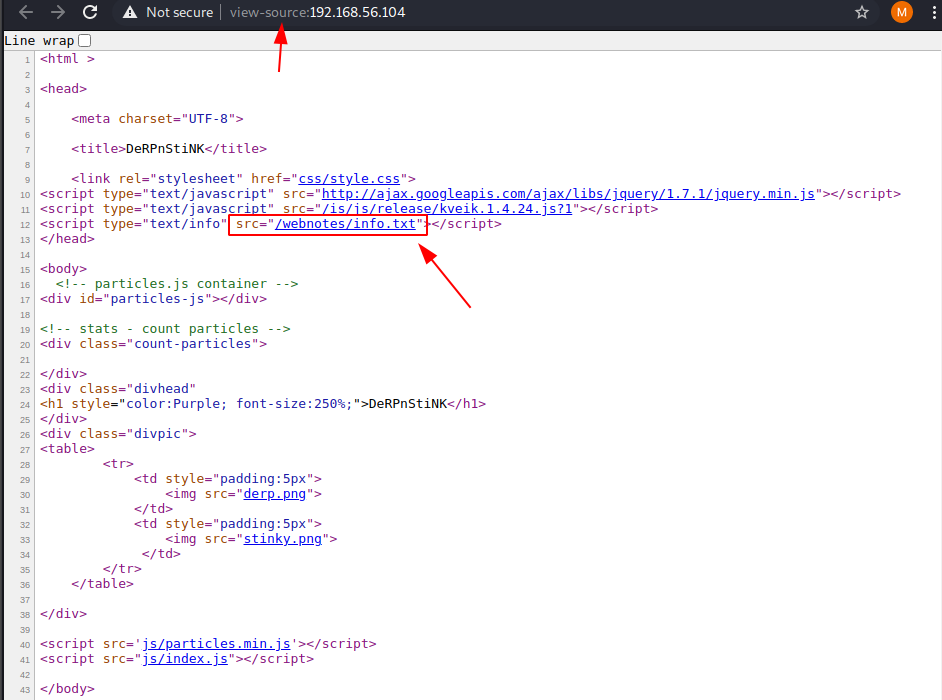 Not secure | view-source:192.168.56.104 M
Line wrap
1 <html >
2
3 <head>
4
5 <meta charset="UTF-8">
6
7 <title>DeRPnStiNK</title>
8
9 <link rel="stylesheet" href="css/style.css">
10 <script type="text/javascript" src="http://ajax.googleapis.com/ajax/libs/jquery/1.7.1/jquery.min.js"></script>
11 <script type="text/javascript" src="/js/js/release/kveik.1.4.24.js?1"></script>
12 <script type="text/info" src="/webnotes/info.txt"></script>
13 </head>
14
15 <body>
16 <!-- particles.js container -->
17 <div id="particles-js"></div>
18
19 <!-- stats - count particles -->
20 <div class="count-particles">
21
22 </div>
23 <div class="divhead"
24 <h1 style="color:Purple; font-size:250%;">DeRPnStiNK</h1>
25 </div>
26 <div class="divpic">
27 <table>
28 <tr>
29 <td style="padding:5px">
30 <img src="derp.png">
31 </td>
32 <td style="padding:5px">
33 <img src="stinky.png">
34 </td>
35 </tr>
36 </table>
37
38 </div>
39
40 <script src='js/particles.min.js'></script>
41 <script src="js/index.js"></script>
42
43 </body>